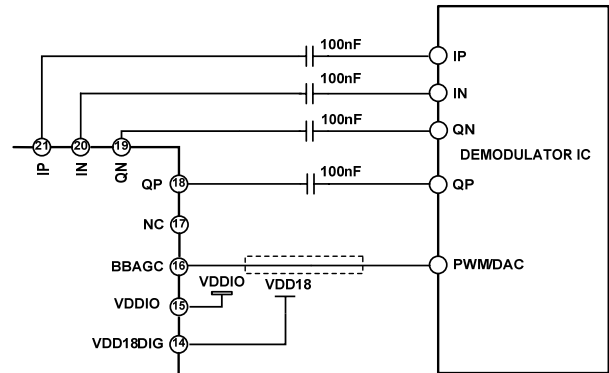 100nF
IP
100nF
IN
100nF
QN
21
20
19
DEMODULATOR IC
IP
IN
QN
100nF
QP
18
QP
NC
17
BBAGC
16
PWM/DAC
VDDIO
VDD18
VDDIO
15
VDD18DIG
14